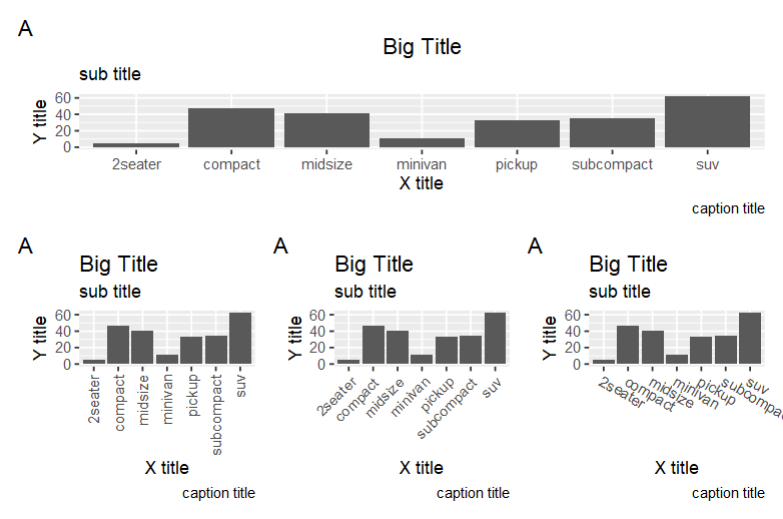 A
Big Title
sub title
Y title
60
40
20
0
2seater compact midsize minivan pickup subcompact suv
X title
caption title
A
Big Title
sub title
Y title
60
40
20
0
2seater compact midsize minivan pickup subcompact suv
X title
caption title
A
Big Title
sub title
Y title
60
40
20
0
2seater compact midsize minivan pickup subcompact suv
X title
caption title
A
Big Title
sub title
Y title
60
40
20
0
2seater compact midsize minivan pickup subcompa suv
X title
caption title